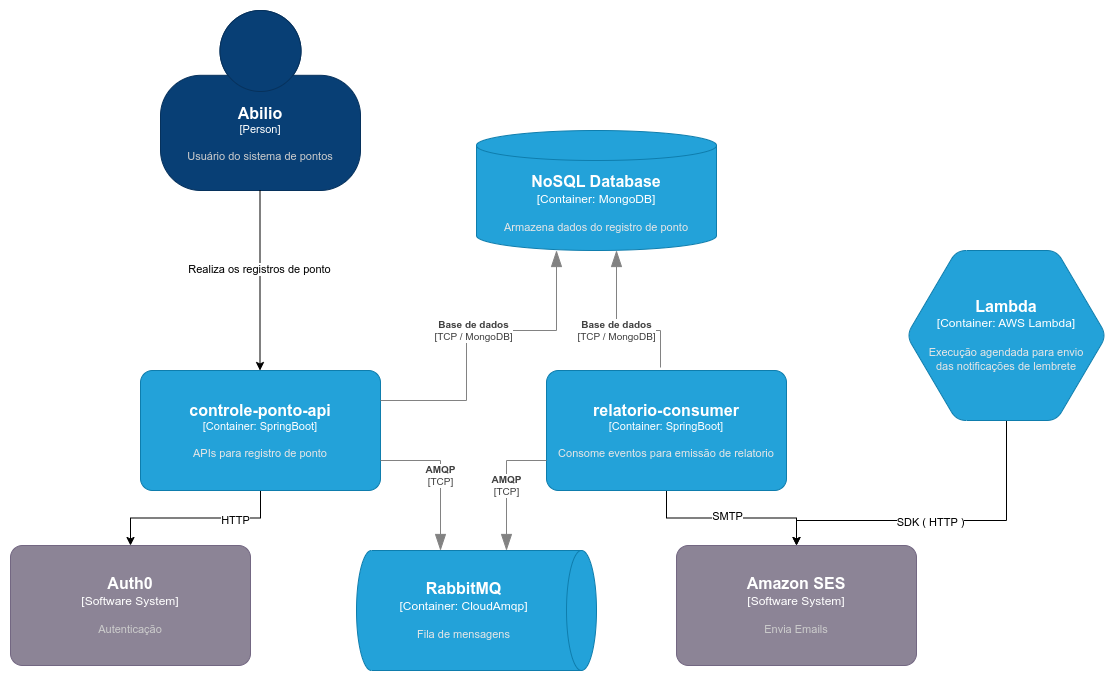 Abilio
[Person]
Usuário do sistema de pontos
Realiza os registros de ponto
NoSQL Database
[Container: MongoDB]
Armazena dados do registro de ponto
Base de dados
[TCP / MongoDB]
Base de dados
[TCP / MongoDB]
Lambda
[Container: AWS Lambda]
Execução agendada para envio
das notificações de lembrete
controle-ponto-api
[Container: SpringBoot]
APIs para registro de ponto
relatorio-consumer
[Container: SpringBoot]
Consome eventos para emissão de relatorio
AMQP
[TCP]
AMQP
[TCP]
HTTP
SMTP
SDK ( HTTP )
Auth0
[Software System]
Autenticação
RabbitMQ
[Container: CloudAmqp]
Fila de mensagens
Amazon SES
[Software System]
Envia Emails